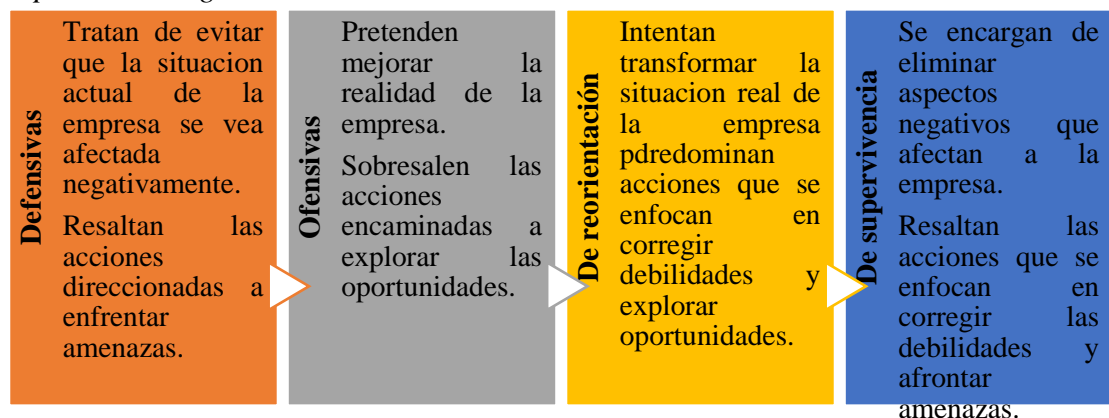 Defensivas
Tratan de evitar
que la situacion
actual de la
empresa se vea
afectada
negativamente.
Resaltan las
acciones
direccionadas a
enfrentar
amenazas.
Ofensivas
Pretenden
mejorar la
realidad de la
empresa.
Sobresalen las
acciones
encaminadas a
explorar las
oportunidades.
De reorientación
Intentan
transformar la
situacion real de
la empresa
pdredominan
acciones que se
enfocan en
corregir
debilidades y
explorar
oportunidades.
De supervivencia
Se encargan de
eliminar
aspectos
negativos que
afectan a la
empresa.
Resaltan las
acciones que se
enfocan en
corregir las
debilidades y
afrontar
amenazas.